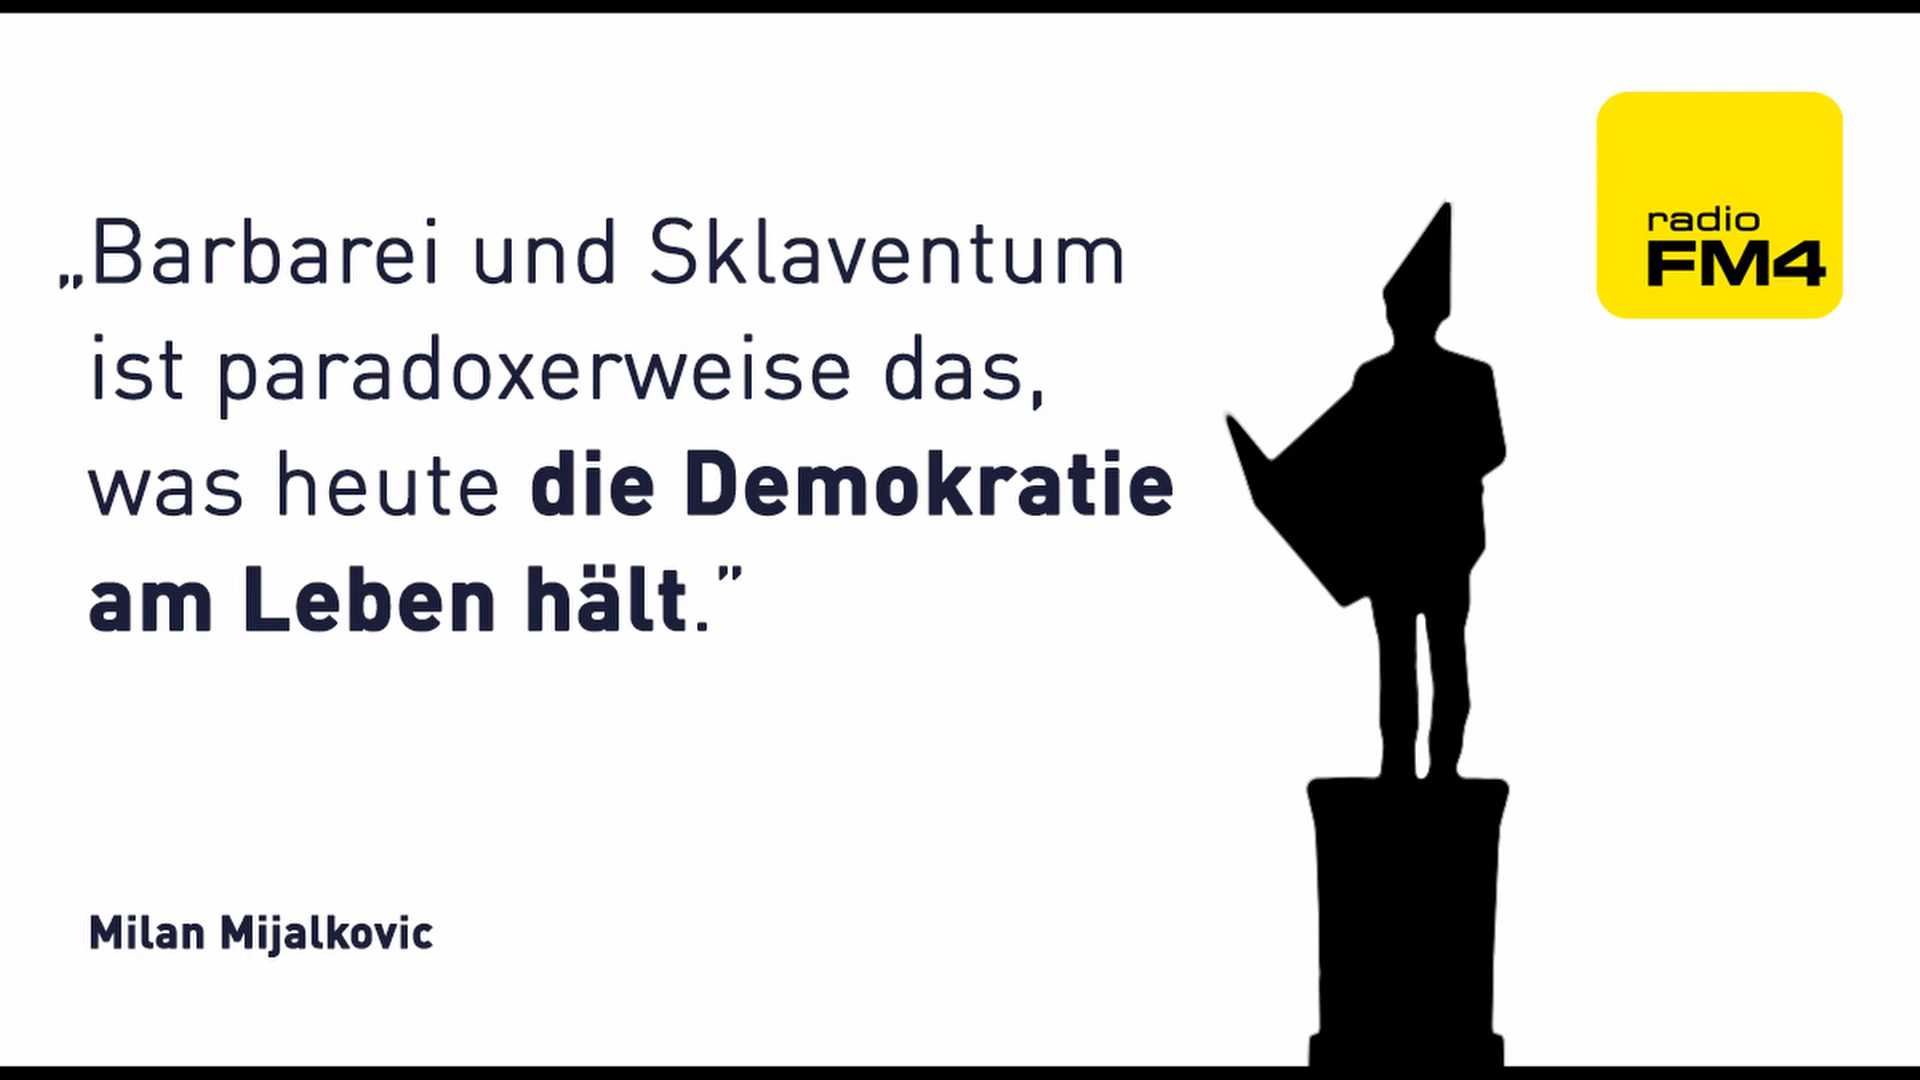 „Barbarei und Sklaventum
ist paradoxerweise das,
was heute die Demokratie
am Leben hält.”
Milan Mijalkovic
radio
FM4